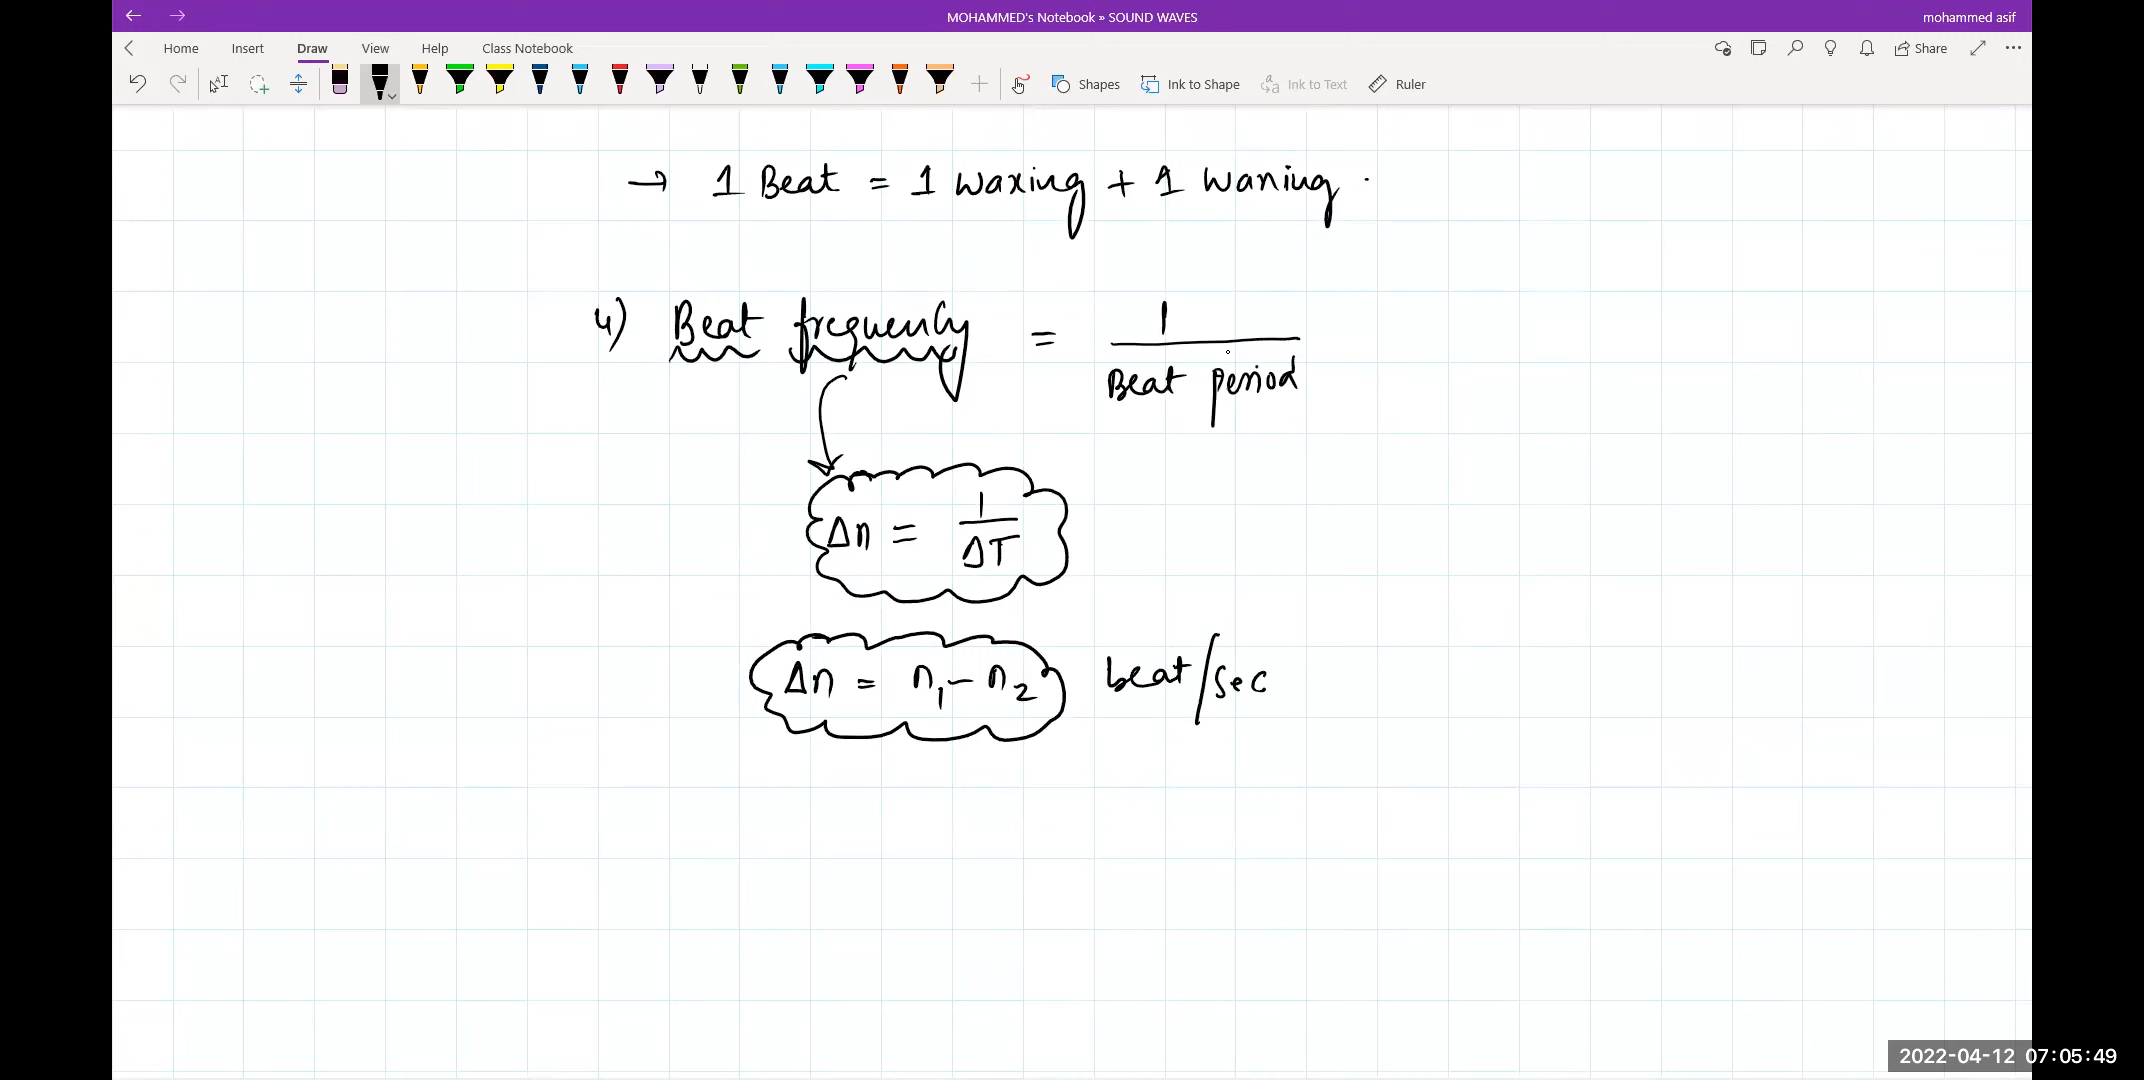 MOHAMMED's Notebook » SOUND WAVES
mohammed asif
Home Insert Draw View Help Class Notebook
Share
Shapes Ink to Shape Ink to Text Ruler
→ 1 Beat = 1 Waxing + 1 Waning .
4) Beat frequency = 1 / Beat period
Δn = 1 / ΔT
Δn = n₁ - n₂ beat/sec
2022-04-12 07:05:49